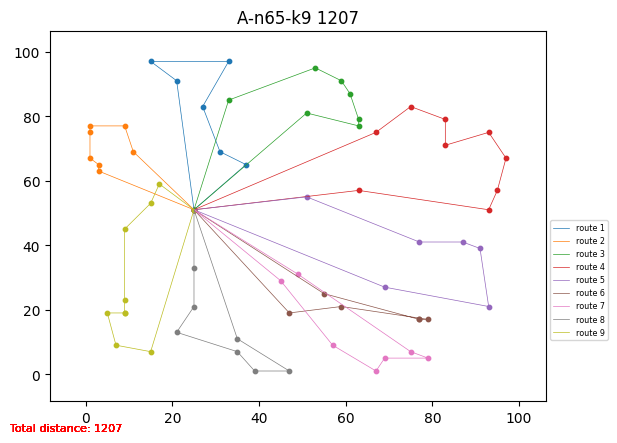 A-n65-k9 1207
100
80
60
40
20
0
0 20 40 60 80 100
route 1
route 2
route 3
route 4
route 5
route 6
route 7
route 8
route 9
Total distance: 1207